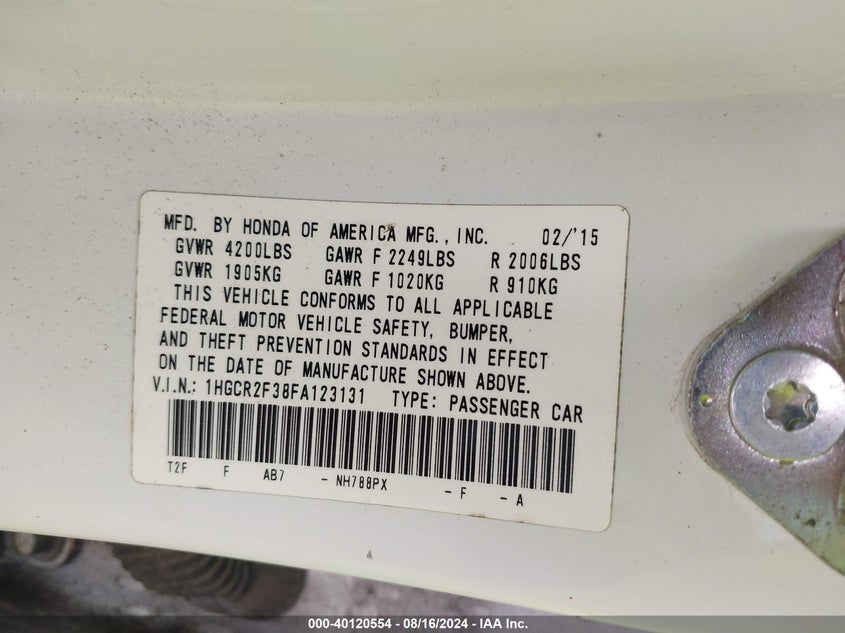 MFD. BY HONDA OF AMERICA MFG., INC. 02/'15
GVWR 4200LBS GAWR F 2249LBS R 2006LBS
GVWR 1905KG GAWR F 1020KG R 910KG
THIS VEHICLE CONFORMS TO ALL APPLICABLE
FEDERAL MOTOR VEHICLE SAFETY, BUMPER,
AND THEFT PREVENTION STANDARDS IN EFFECT
ON THE DATE OF MANUFACTURE SHOWN ABOVE.
V.I.N.: 1HGCR2F38FA123131 TYPE: PASSENGER CAR
T2F F AB7 - NH788PX - F - A
000-40120554 - 08/16/2024 - IAA Inc.